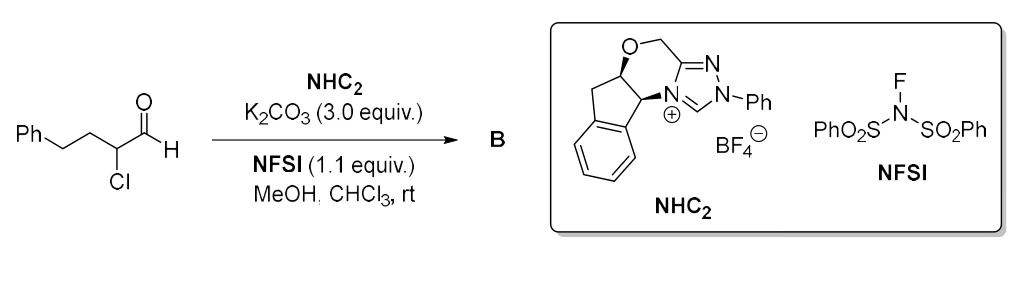 Ph
O
H
Cl
NHC₂
K₂CO₃ (3.0 equiv.)
NFSI (1.1 equiv.)
MeOH, CHCl₃, rt
B
O
N
N
N
Ph
⊕
BF₄⊖
NHC₂
F
N
PhO₂S
SO₂Ph
NFSI